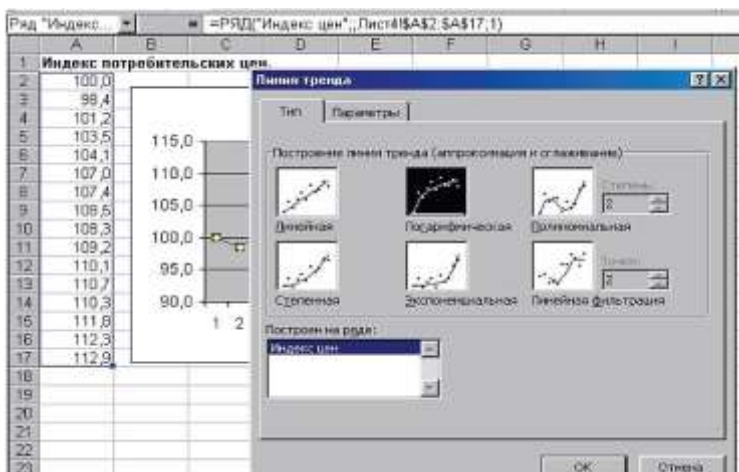 Ряд "Индекс... = =РЯД("Индекс цен";;Лист4!$A$2:$A$17;1)
A B C D E F G H I
1 Индекс потребительских цен.
2 100,0
3 98,4
4 101,2
5 103,5
6 104,1
7 107,0
8 107,4
9 108,5
10 108,3
11 109,2
12 110,1
13 110,7
14 110,3
15 111,8
16 112,3
17 112,9
18
19
20
21
22
23
115,0
110,0
105,0
100,0
95,0
90,0
1 2
Линия тренда
Тип Параметры
Построение линии тренда (аппроксимация и сглаживание)
Линейная Логарифмическая Полиномиальная
Степень:
2
Степенная Экспоненциальная Линейная фильтрация
Точки:
2
Построен на ряде:
Индекс цен
ОК Отмена